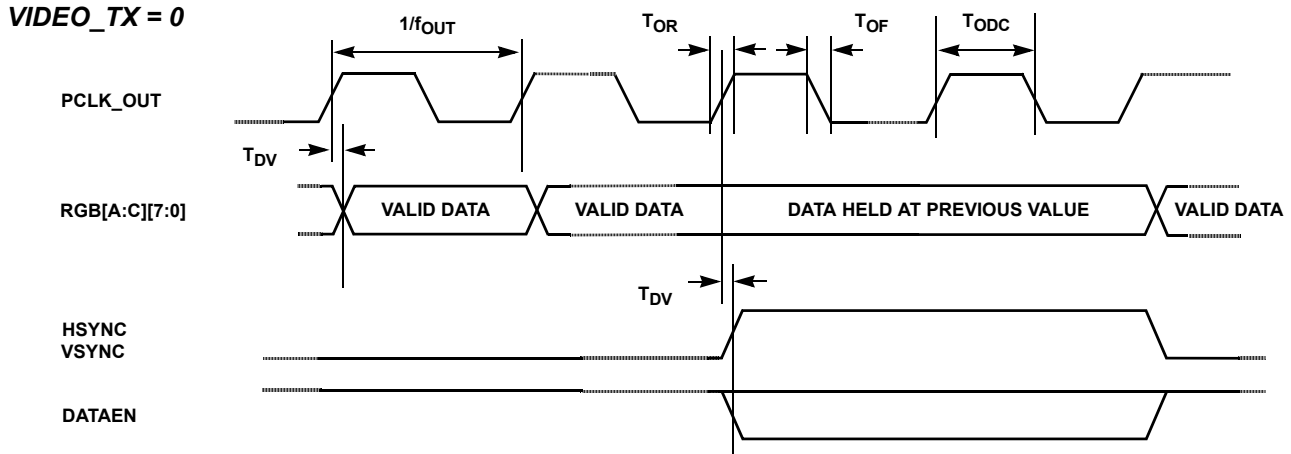 VIDEO_TX = 0
1/fOUT
TOR
TOF
TODC
PCLK_OUT
TDV
RGB[A:C][7:0]
VALID DATA
VALID DATA
DATA HELD AT PREVIOUS VALUE
VALID DATA
TDV
HSYNC
VSYNC
DATAEN